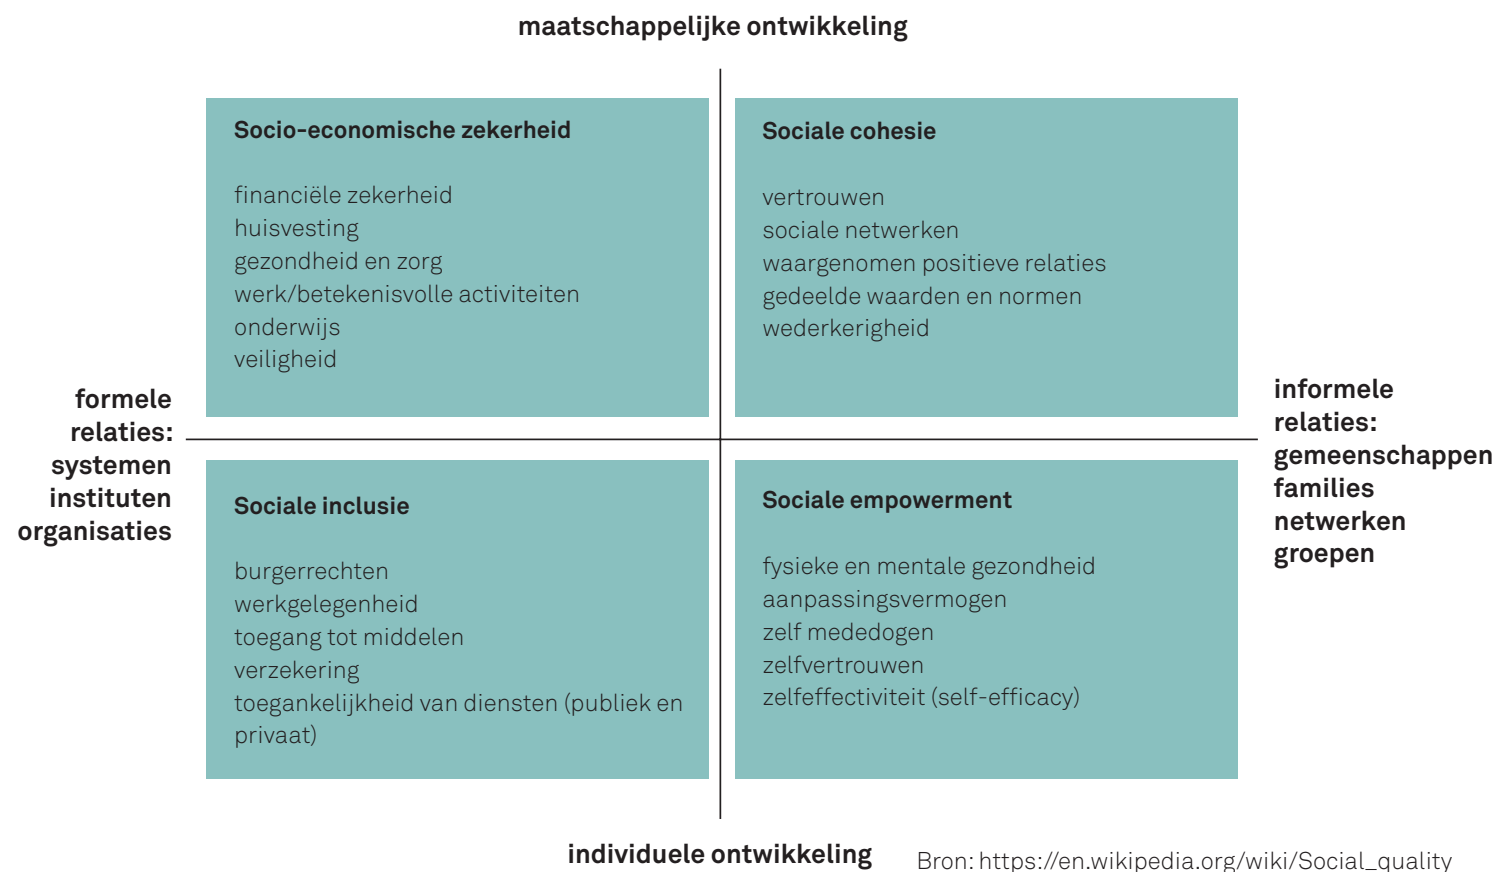 maatschappelijke ontwikkeling
Socio-economische zekerheid
financiële zekerheid
huisvesting
gezondheid en zorg
werk/betekenisvolle activiteiten
onderwijs
veiligheid
Sociale cohesie
vertrouwen
sociale netwerken
waargenomen positieve relaties
gedeelde waarden en normen
wederkerigheid
formele
relaties:
systemen
instituten
organisaties
informele
relaties:
gemeenschappen
families
netwerken
groepen
Sociale inclusie
burgerrechten
werkgelegenheid
toegang tot middelen
verzekering
toegankelijkheid van diensten (publiek en
privaat)
Sociale empowerment
fysieke en mentale gezondheid
aanpassingsvermogen
zelf mededogen
zelfvertrouwen
zelfeffectiviteit (self-efficacy)
individuele ontwikkeling
Bron: https://en.wikipedia.org/wiki/Social_quality